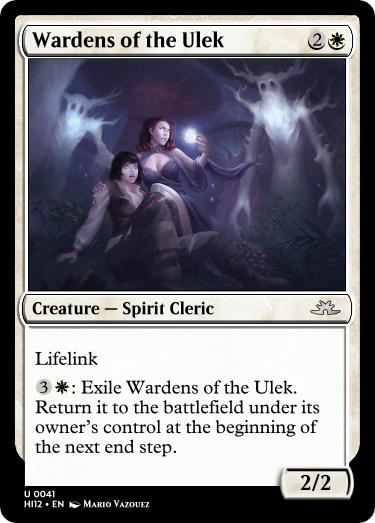 Wardens of the Ulek 2
Creature — Spirit Cleric
Lifelink
3 : Exile Wardens of the Ulek.
Return it to the battlefield under its
owner's control at the beginning of
the next end step.
2/2
U 0041
HI12 • EN Mario Vazouez